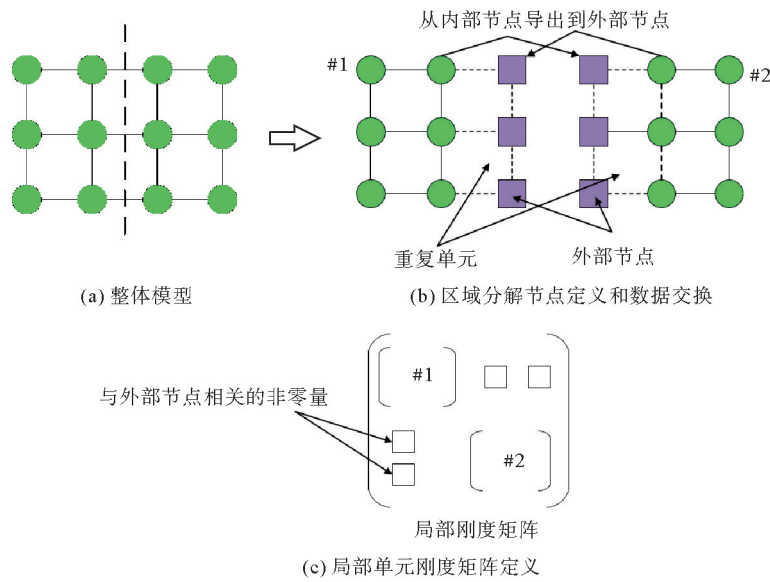 从内部节点导出到外部节点
#1
#2
重复单元
外部节点
(a) 整体模型
(b) 区域分解节点定义和数据交换
#1
与外部节点相关的非零量
#2
局部刚度矩阵
(c) 局部单元刚度矩阵定义